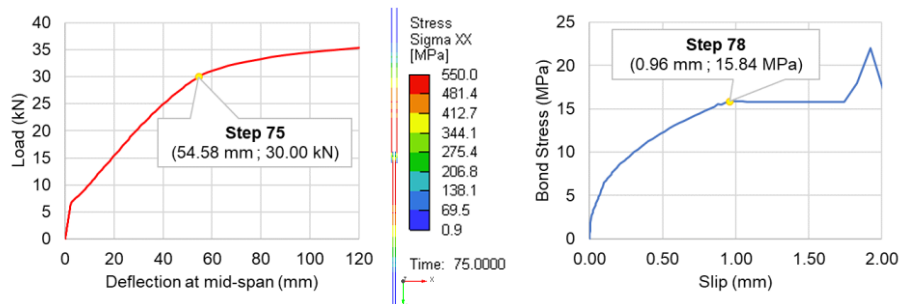 40
35
30
25
20
15
10
5
0
Load (kN)
Step 75
(54.58 mm ; 30.00 kN)
0 20 40 60 80 100 120
Deflection at mid-span (mm)
Stress
Sigma XX
[MPa]
550.0
481.4
412.7
344.1
275.4
206.8
138.1
69.5
0.9
Time: 75.0000
x
25
20
15
10
5
0
Bond Stress (MPa)
Step 78
(0.96 mm ; 15.84 MPa)
0.00 0.50 1.00 1.50 2.00
Slip (mm)